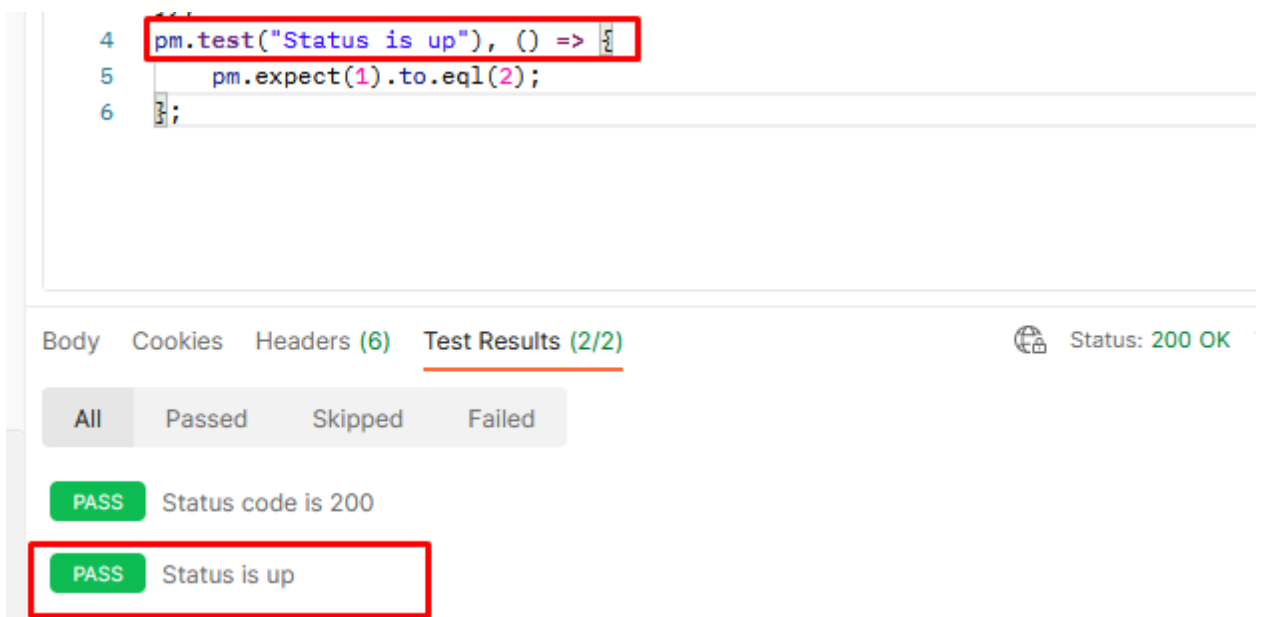 4 pm.test("Status is up"), () => {
5 pm.expect(1).to.eql(2);
6 };
Body Cookies Headers (6) Test Results (2/2) Status: 200 OK
All Passed Skipped Failed
PASS Status code is 200
PASS Status is up